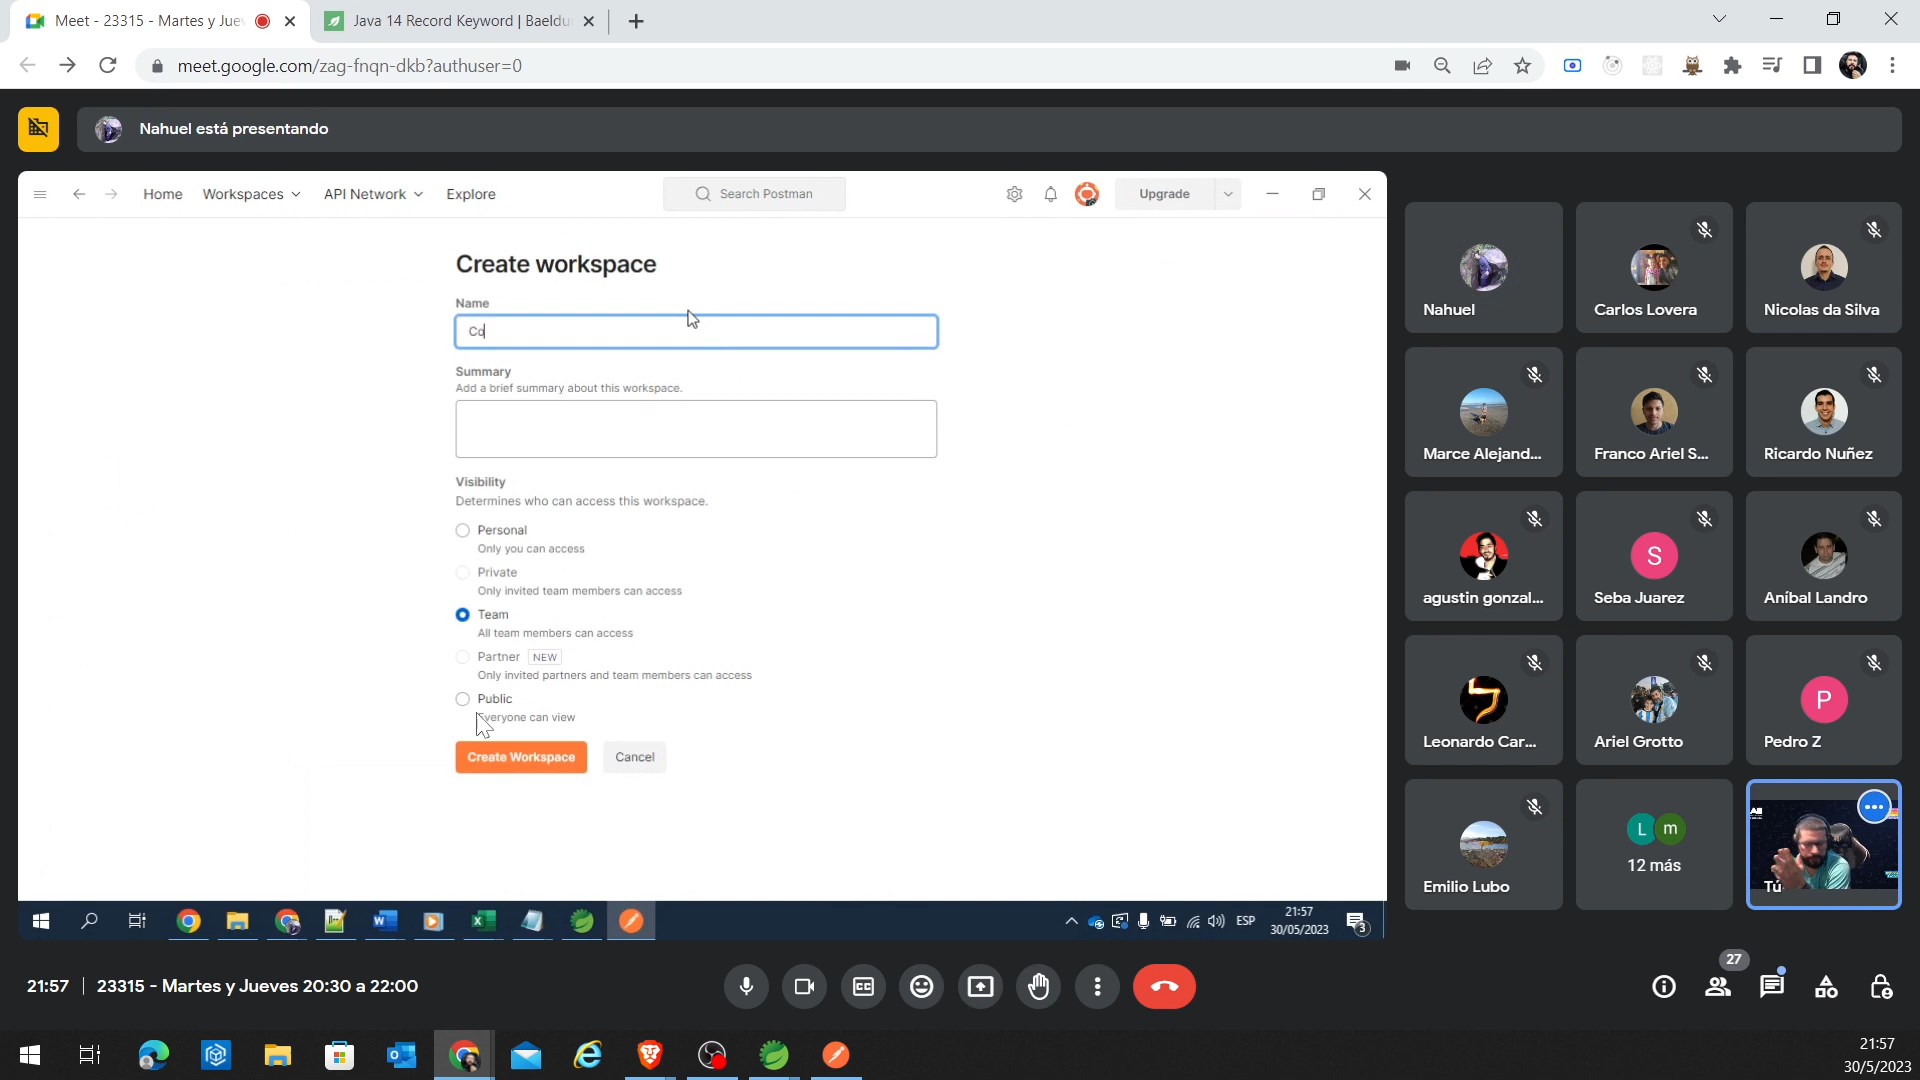 Meet - 23315 - Martes y Juev
Java 14 Record Keyword | Baeldu
meet.google.com/zag-fnqn-dkb?authuser=0
Nahuel está presentando
Home
Workspaces
API Network
Explore
Search Postman
Upgrade
Create workspace
Name
Co
Summary
Add a brief summary about this workspace.
Visibility
Determines who can access this workspace.
Personal
Only you can access
Private
Only invited team members can access
Team
All team members can access
Partner NEW
Only invited partners and team members can access
Public
Everyone can view
Create Workspace
Cancel
Nahuel
Carlos Lovera
Nicolas da Silva
Marce Alejand...
Franco Ariel S...
Ricardo Nuñez
agustin gonzal...
S
Seba Juarez
Aníbal Landro
Leonardo Car...
Ariel Grotto
P
Pedro Z
Emilio Lubo
L m
12 más
Tú
ESP
21:57
30/05/2023
3
21:57 | 23315 - Martes y Jueves 20:30 a 22:00
27
21:57
30/5/2023